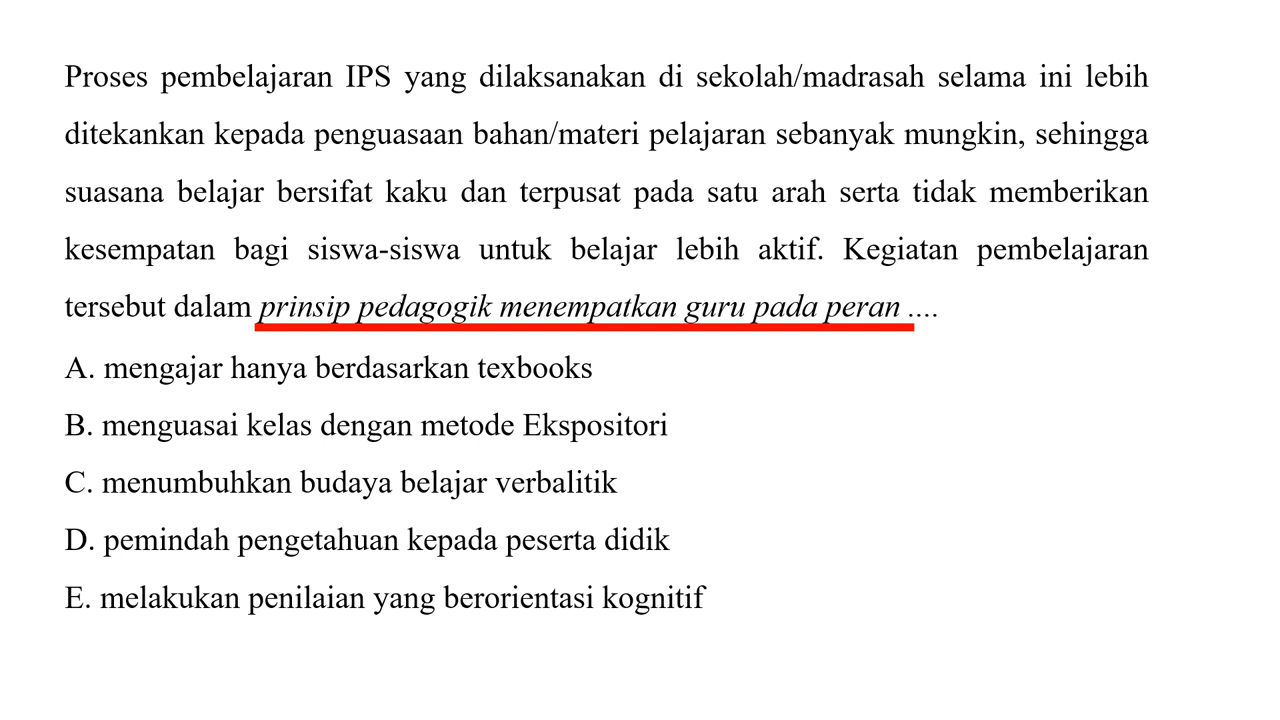 Proses pembelajaran IPS yang dilaksanakan di sekolah/madrasah selama ini lebih
ditekankan kepada penguasaan bahan/materi pelajaran sebanyak mungkin, sehingga
suasana belajar bersifat kaku dan terpusat pada satu arah serta tidak memberikan
kesempatan bagi siswa-siswa untuk belajar lebih aktif. Kegiatan pembelajaran
tersebut dalam prinsip pedagogik menempatkan guru pada peran ....
A. mengajar hanya berdasarkan texbooks
B. menguasai kelas dengan metode Ekspositori
C. menumbuhkan budaya belajar verbalitik
D. pemindah pengetahuan kepada peserta didik
E. melakukan penilaian yang berorientasi kognitif